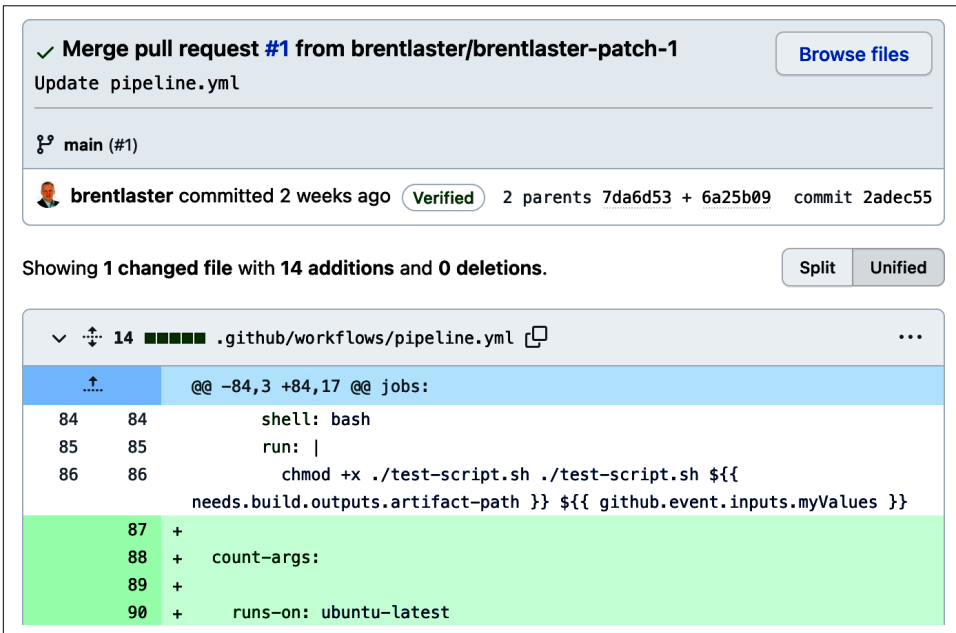 Merge pull request #1 from brentlaster/brentlaster-patch-1
Browse files
Update pipeline.yml
main (#1)
brentlaster committed 2 weeks ago Verified 2 parents 7da6d53 + 6a25b09 commit 2adec55
Showing 1 changed file with 14 additions and 0 deletions.
Split Unified
14 .github/workflows/pipeline.yml
@@ -84,3 +84,17 @@ jobs:
84 84 shell: bash
85 85 run: |
86 86 chmod +x ./test-script.sh ./test-script.sh ${{
needs.build.outputs.artifact-path }} ${{ github.event.inputs.myValues }}
87 +
88 + count-args:
89 +
90 + runs-on: ubuntu-latest